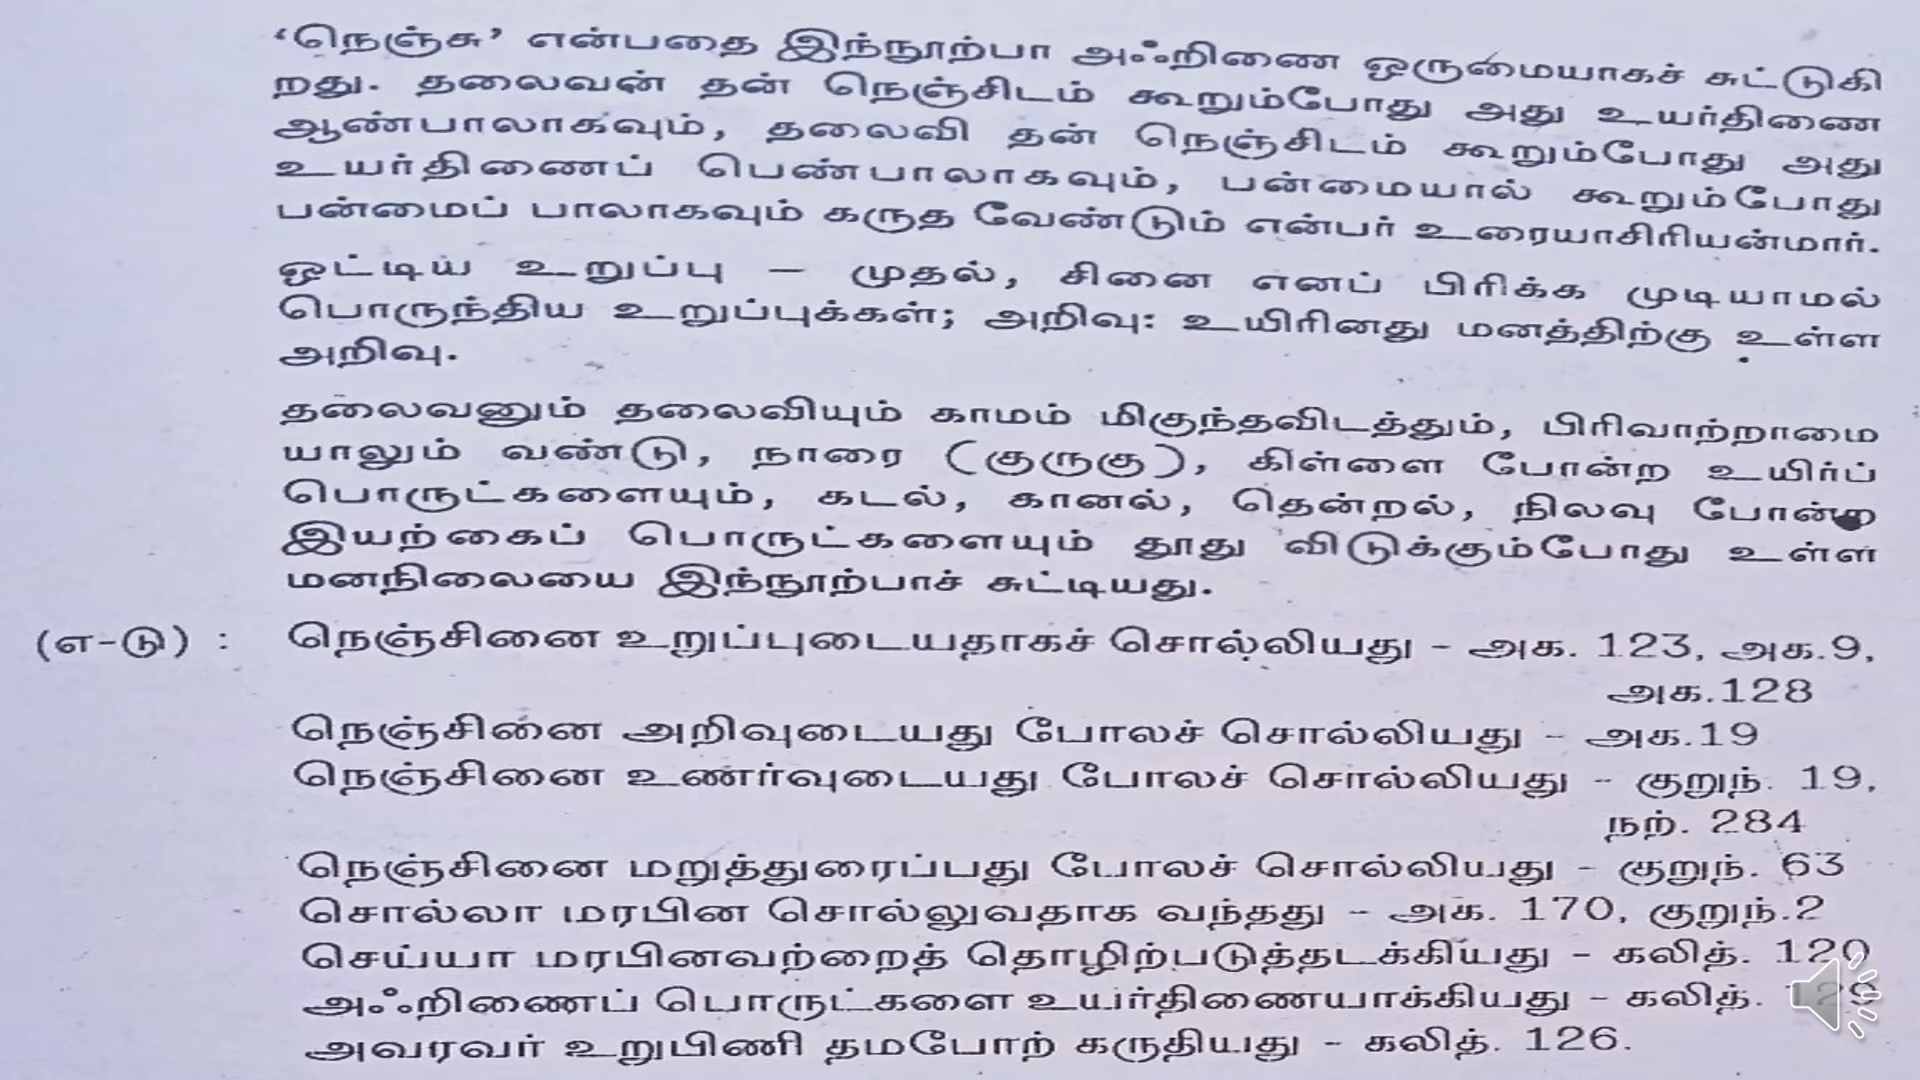 ‘நெஞ்சு’ என்பதை இந்நூற்பா அஃறிணை ஒருமையாகச் சுட்டுகி
றது. தலைவன் தன் நெஞ்சிடம் கூறும்போது அது உயர்திணை
ஆண்பாலாகவும், தலைவி தன் நெஞ்சிடம் கூறும்போது அது
உயர்திணைப் பெண்பாலாகவும், பன்மையால் கூறும்போது
பன்மைப் பாலாகவும் கருத வேண்டும் என்பர் உரையாசிரியன்மார்.
ஒட்டிய உறுப்பு – முதல், சினை எனப் பிரிக்க முடியாமல்
பொருந்திய உறுப்புக்கள்; அறிவு: உயிரினது மனத்திற்கு உள்ள
அறிவு.
தலைவனும் தலைவியும் காமம் மிகுந்தவிடத்தும், பிரிவாற்றாமை
யாலும் வண்டு, நாரை (குருகு), கிள்ளை போன்ற உயிர்ப்
பொருட்களையும், கடல், கானல், தென்றல், நிலவு போன்ற
இயற்கைப் பொருட்களையும் தூது விடுக்கும்போது உள்ள
மனநிலையை இந்நூற்பாச் சுட்டியது.
(எ-டு) : நெஞ்சினை உறுப்புடையதாகச் சொல்லியது - அக. 123, அக.9,
அக.128
நெஞ்சினை அறிவுடையது போலச் சொல்லியது - அக.19
நெஞ்சினை உணர்வுடையது போலச் சொல்லியது - குறுந். 19,
நற். 284
நெஞ்சினை மறுத்துரைப்பது போலச் சொல்லியது - குறுந். 63
சொல்லா மரபின சொல்லுவதாக வந்தது - அக. 170, குறுந்.2
செய்யா மரபினவற்றைத் தொழிற்படுத்தடக்கியது - கலித். 120
அஃறிணைப் பொருட்களை உயர்திணையாக்கியது - கலித்.
அவரவர் உறுபிணி தமபோற் கருதியது - கலித். 126.